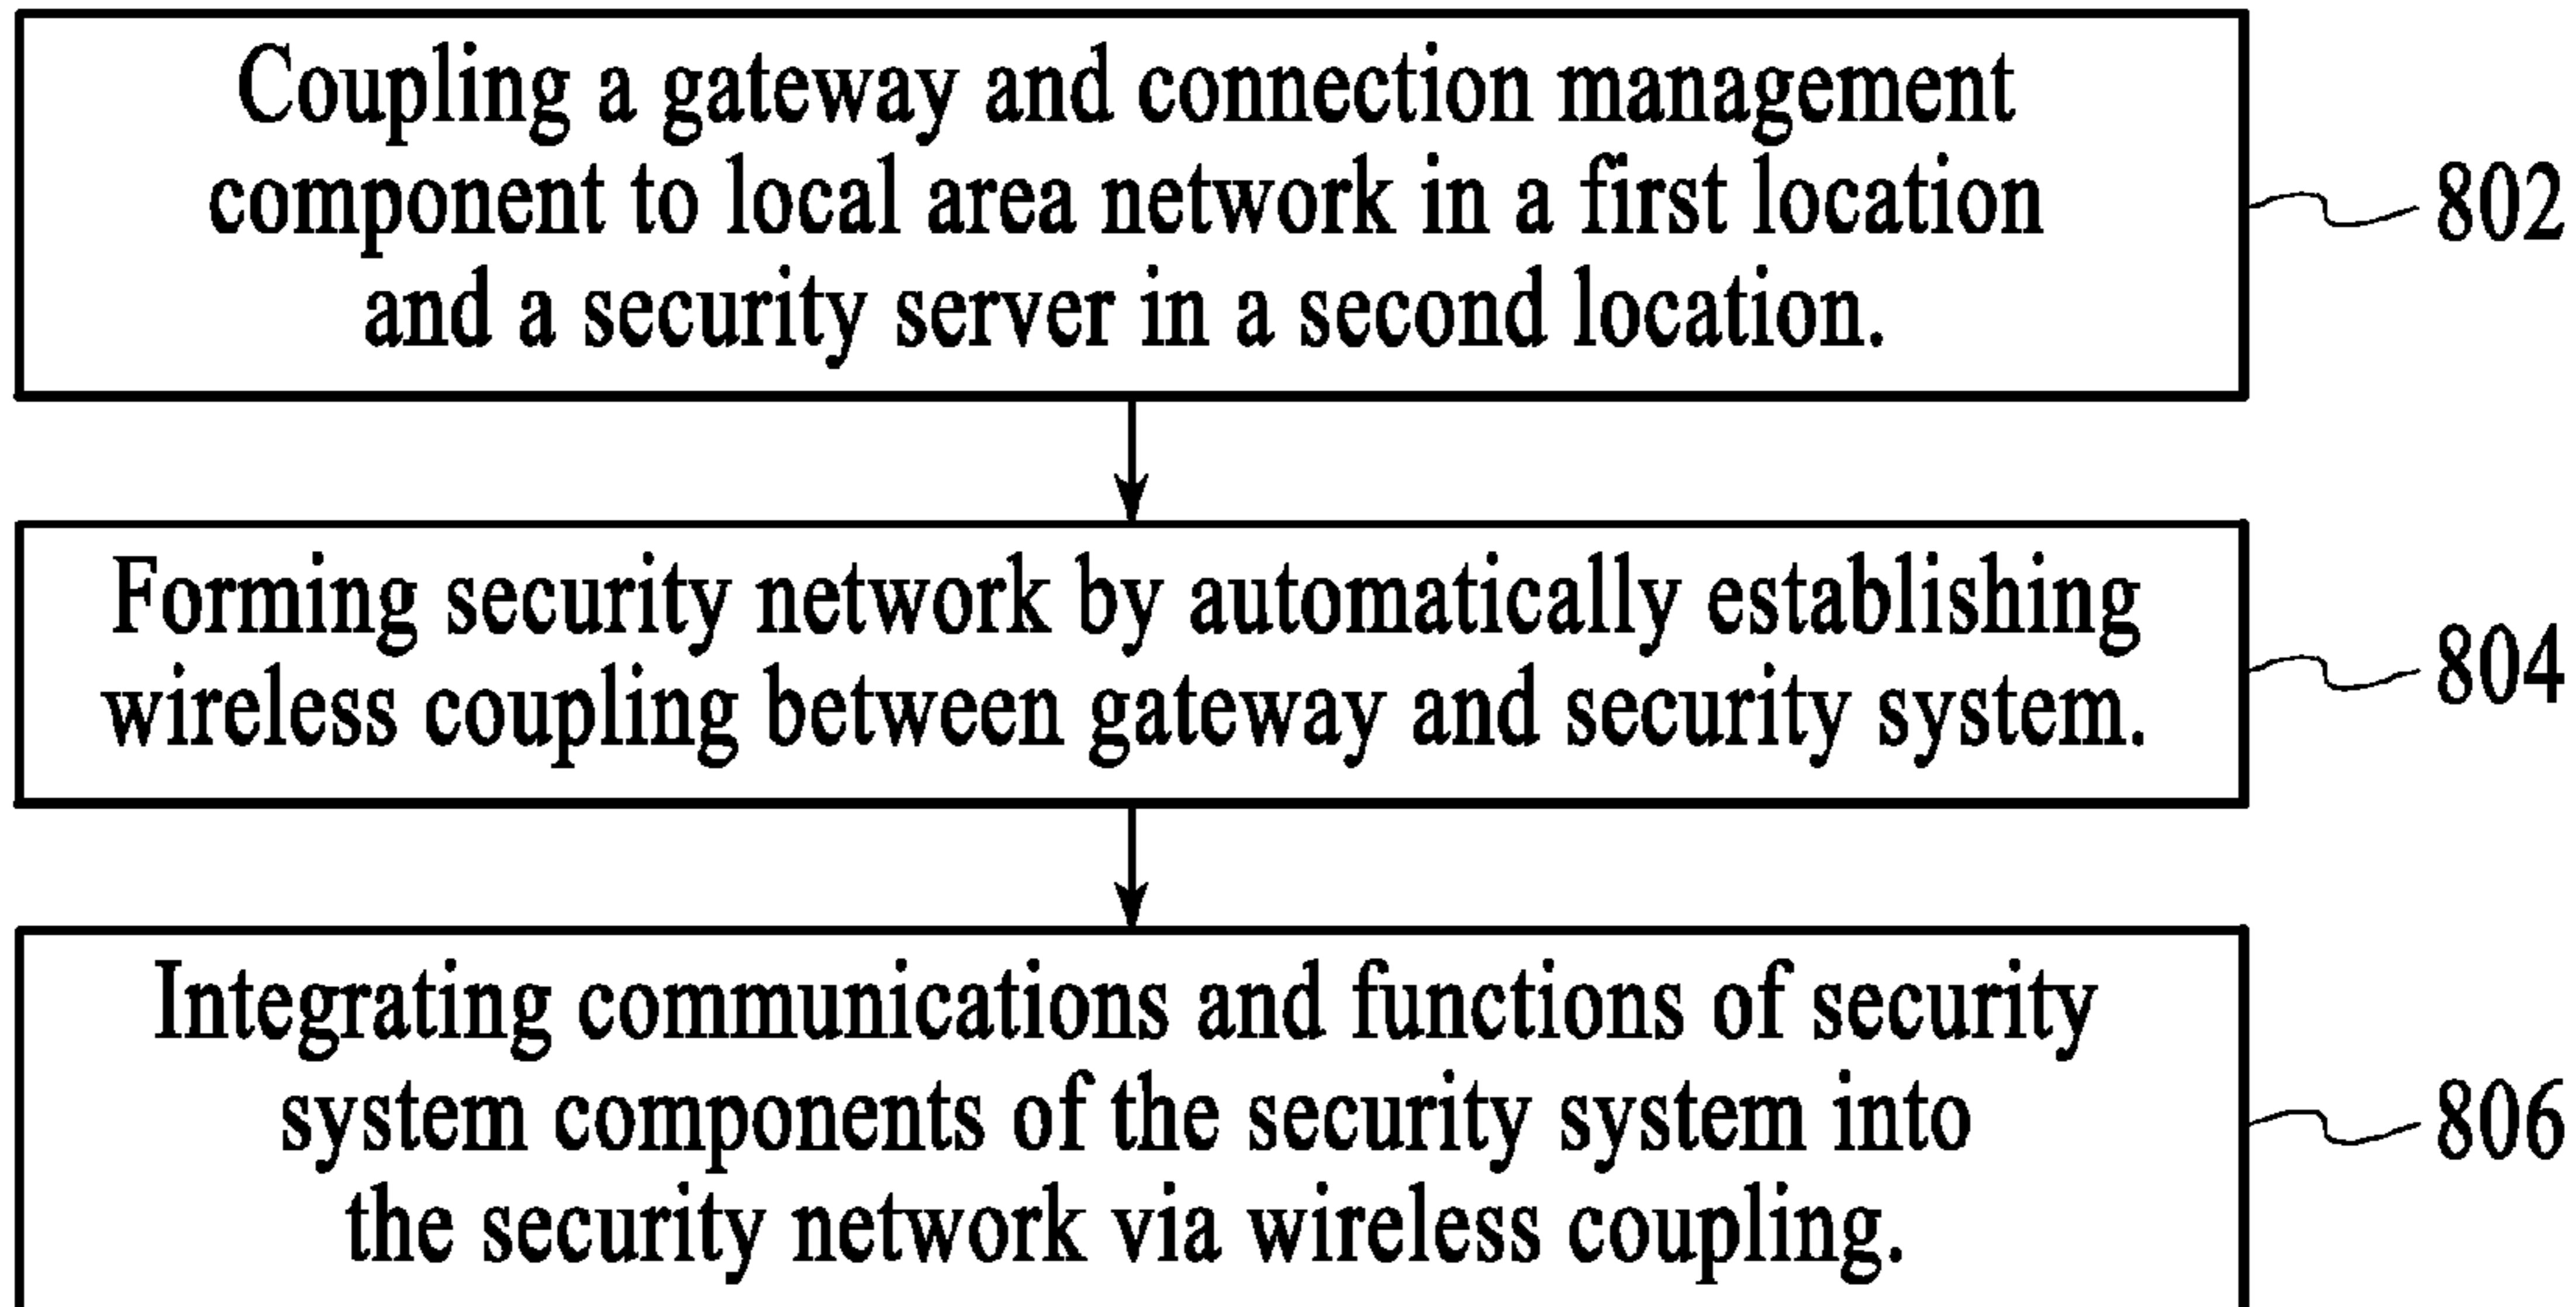 Coupling a gateway and connection management
component to local area network in a first location
and a security server in a second location.
802
Forming security network by automatically establishing
wireless coupling between gateway and security system.
804
Integrating communications and functions of security
system components of the security system into
the security network via wireless coupling.
806